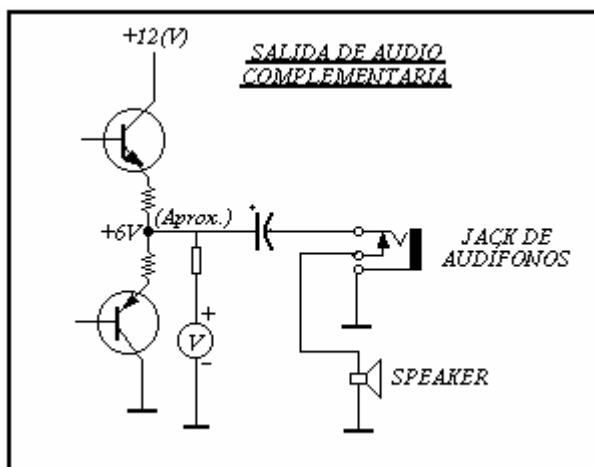 +12(V)
SALIDA DE AUDIO
COMPLEMENTARIA
+6V
(Aprox.)
+
JACK DE
AUDÍFONOS
+
V
-
SPEAKER